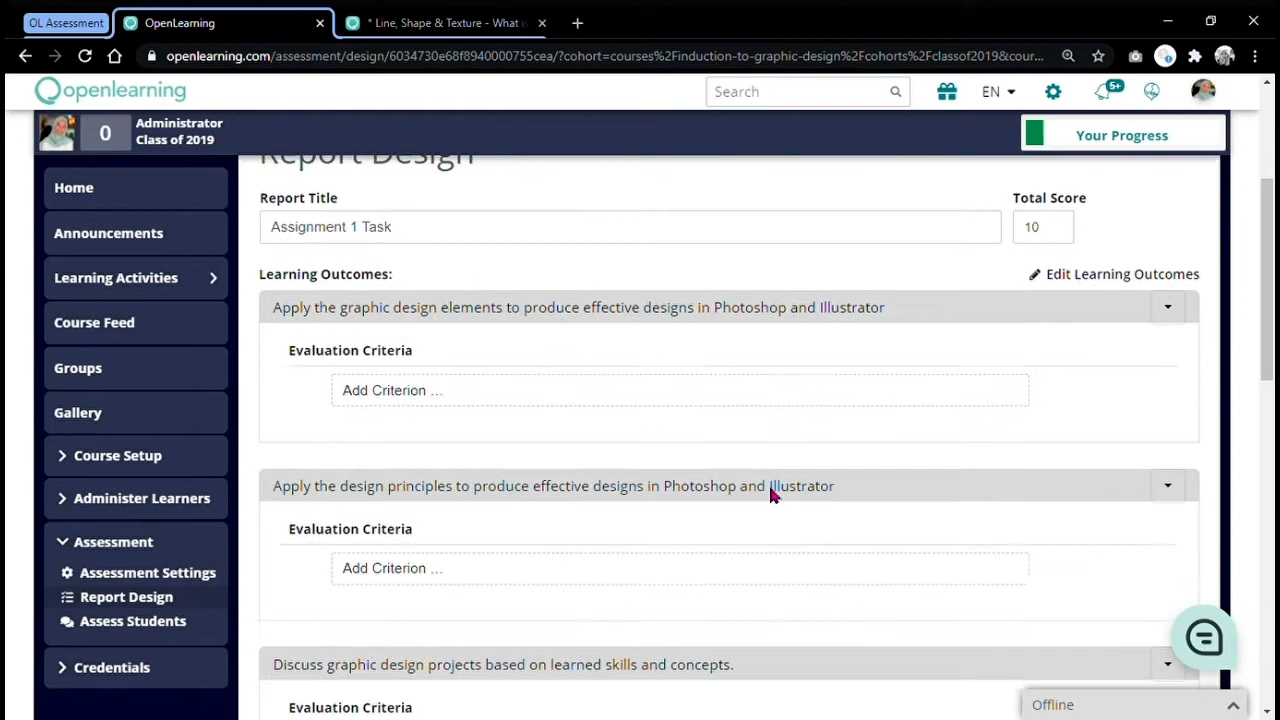 OL Assessment
OpenLearning
* Line, Shape & Texture - What is
openlearning.com/assessment/design/6034730e68f8940000755cea/?cohort=courses%2Finduction-to-graphic-design%2Fcohorts%2Fclassof2019&cour...
openlearning
Search
EN
5+
0
Administrator
Class of 2019
Your Progress
Home
Announcements
Learning Activities
Course Feed
Groups
Gallery
Course Setup
Administer Learners
Assessment
Assessment Settings
Report Design
Assess Students
Credentials
Report Design
Report Title
Total Score
Assignment 1 Task
10
Learning Outcomes:
Edit Learning Outcomes
Apply the graphic design elements to produce effective designs in Photoshop and Illustrator
Evaluation Criteria
Add Criterion ...
Apply the design principles to produce effective designs in Photoshop and Illustrator
Evaluation Criteria
Add Criterion ...
Discuss graphic design projects based on learned skills and concepts.
Evaluation Criteria
Offline